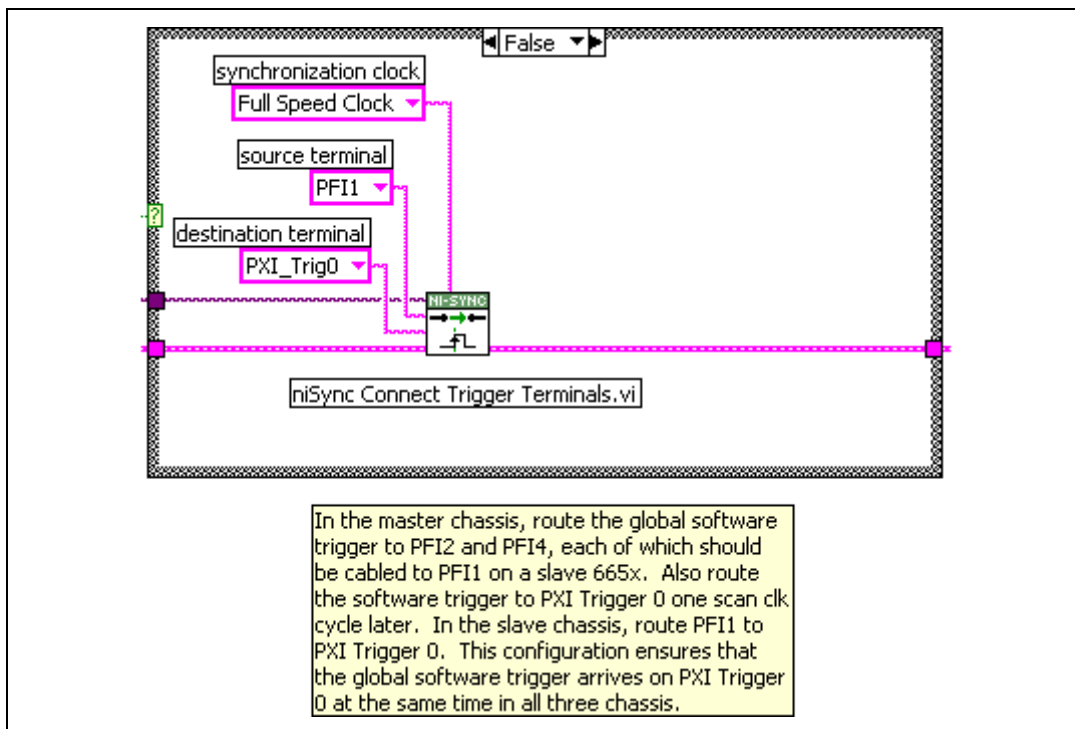 False
synchronization clock
Full Speed Clock
source terminal
PFI1
?
destination terminal
PXI_Trig0
NI-SYNC
niSync Connect Trigger Terminals.vi
In the master chassis, route the global software
trigger to PFI2 and PFI4, each of which should
be cabled to PFI1 on a slave 665x.  Also route
the software trigger to PXI Trigger 0 one scan clk
cycle later.  In the slave chassis, route PFI1 to
PXI Trigger 0.  This configuration ensures that
the global software trigger arrives on PXI Trigger
0 at the same time in all three chassis.